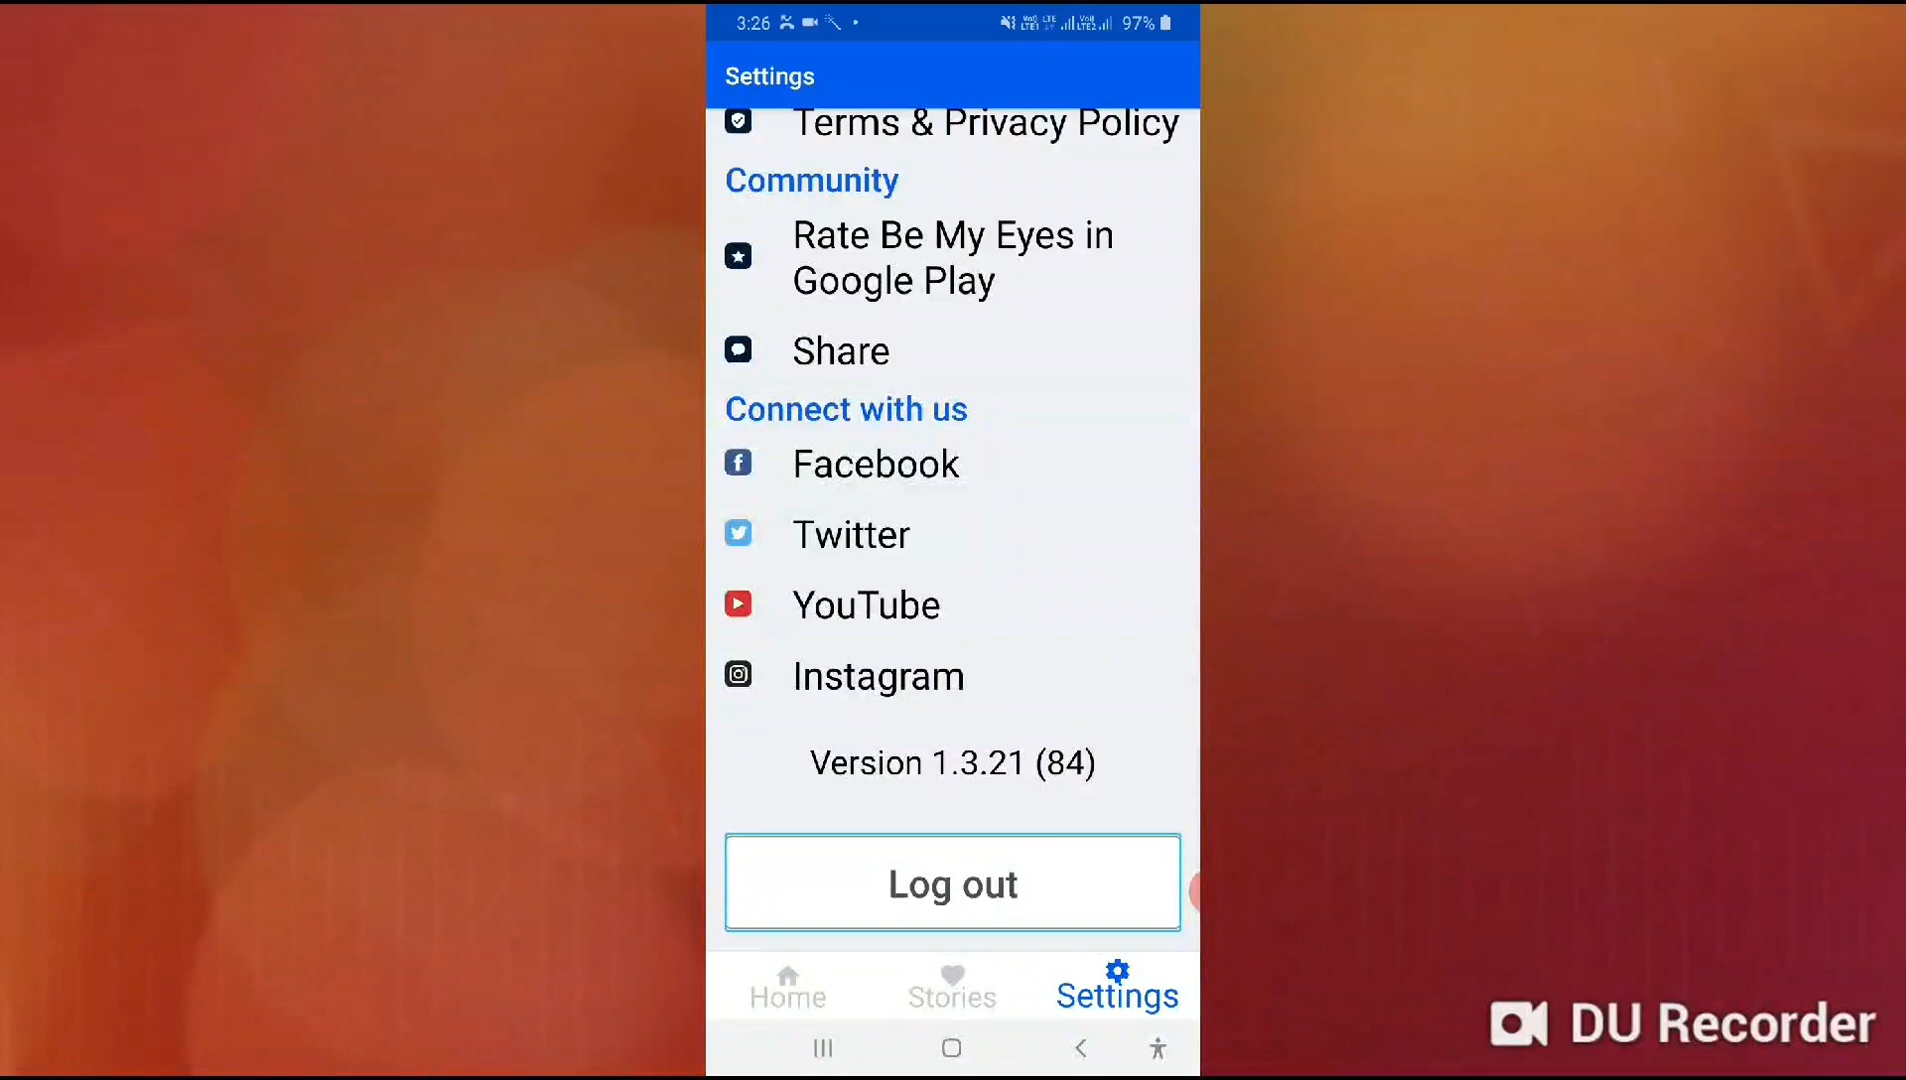 3:26
97%
Settings
Terms & Privacy Policy
Community
Rate Be My Eyes in
Google Play
Share
Connect with us
Facebook
Twitter
YouTube
Instagram
Version 1.3.21 (84)
Log out
Home
Stories
Settings
DU Recorder